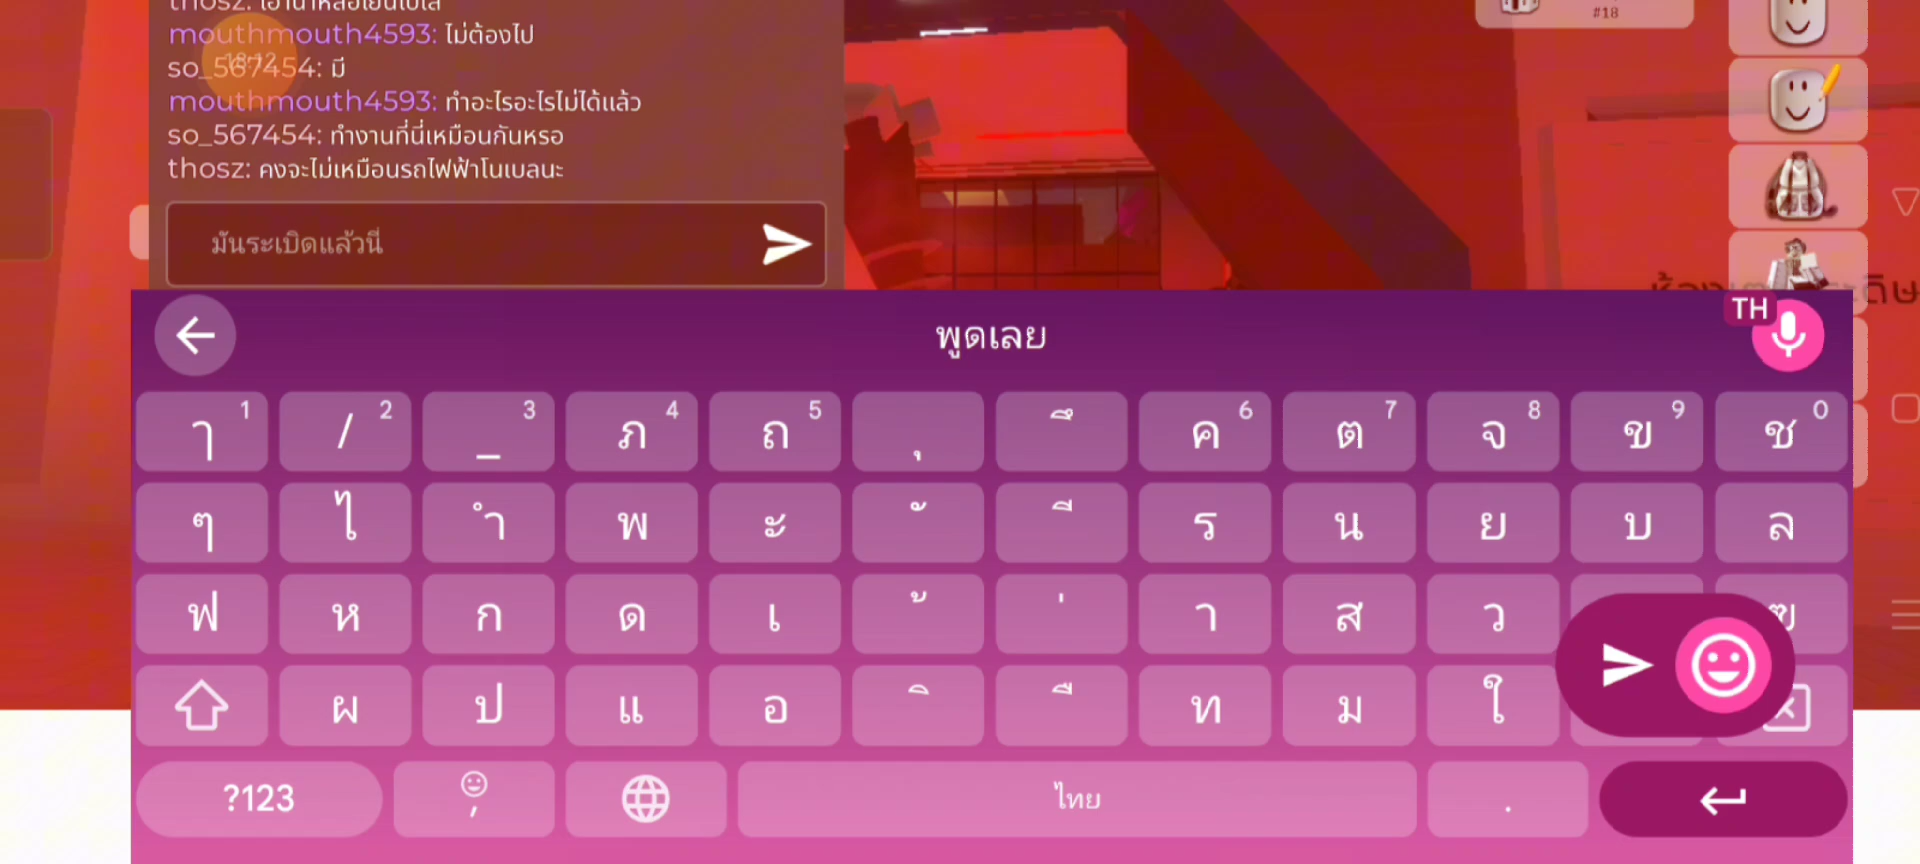 mouthmouth4593: ไม่ต้องไป
so_567454: มี
18:12
mouthmouth4593: ทำอะไรอะไรไม่ได้แล้ว
so_567454: ทำงานที่นี่เหมือนกันหรอ
thosz: คงจะไม่เหมือนรถไฟฟ้าโนเบลนะ
มันระเบิดแล้วนี่
#18
พูดเลย
TH
ๅ 1 / 2 _ 3 ภ 4 ถ 5 ุ ึ ค 6 ต 7 จ 8 ข 9 ช 0
ๆ ไ ำ พ ะ ั ี ร น ย บ ล
ฟ ห ก ด เ ้ ่ า ส ว ฃ
ผ ป แ อ ิ ื ท ม ใ
?123 , ไทย .